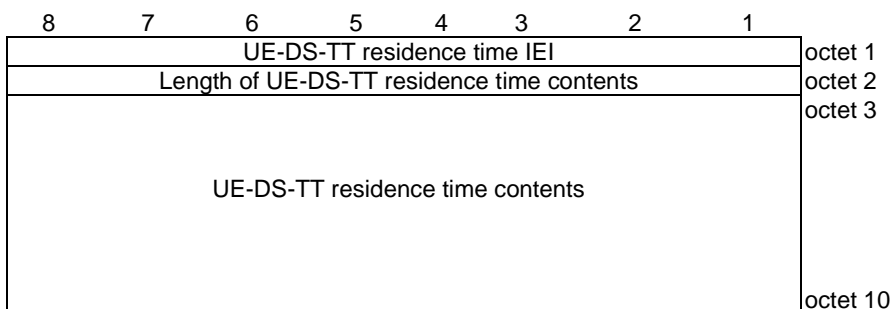 8 7 6 5 4 3 2 1
UE-DS-TT residence time IEI octet 1
Length of UE-DS-TT residence time contents octet 2
octet 3
UE-DS-TT residence time contents
octet 10